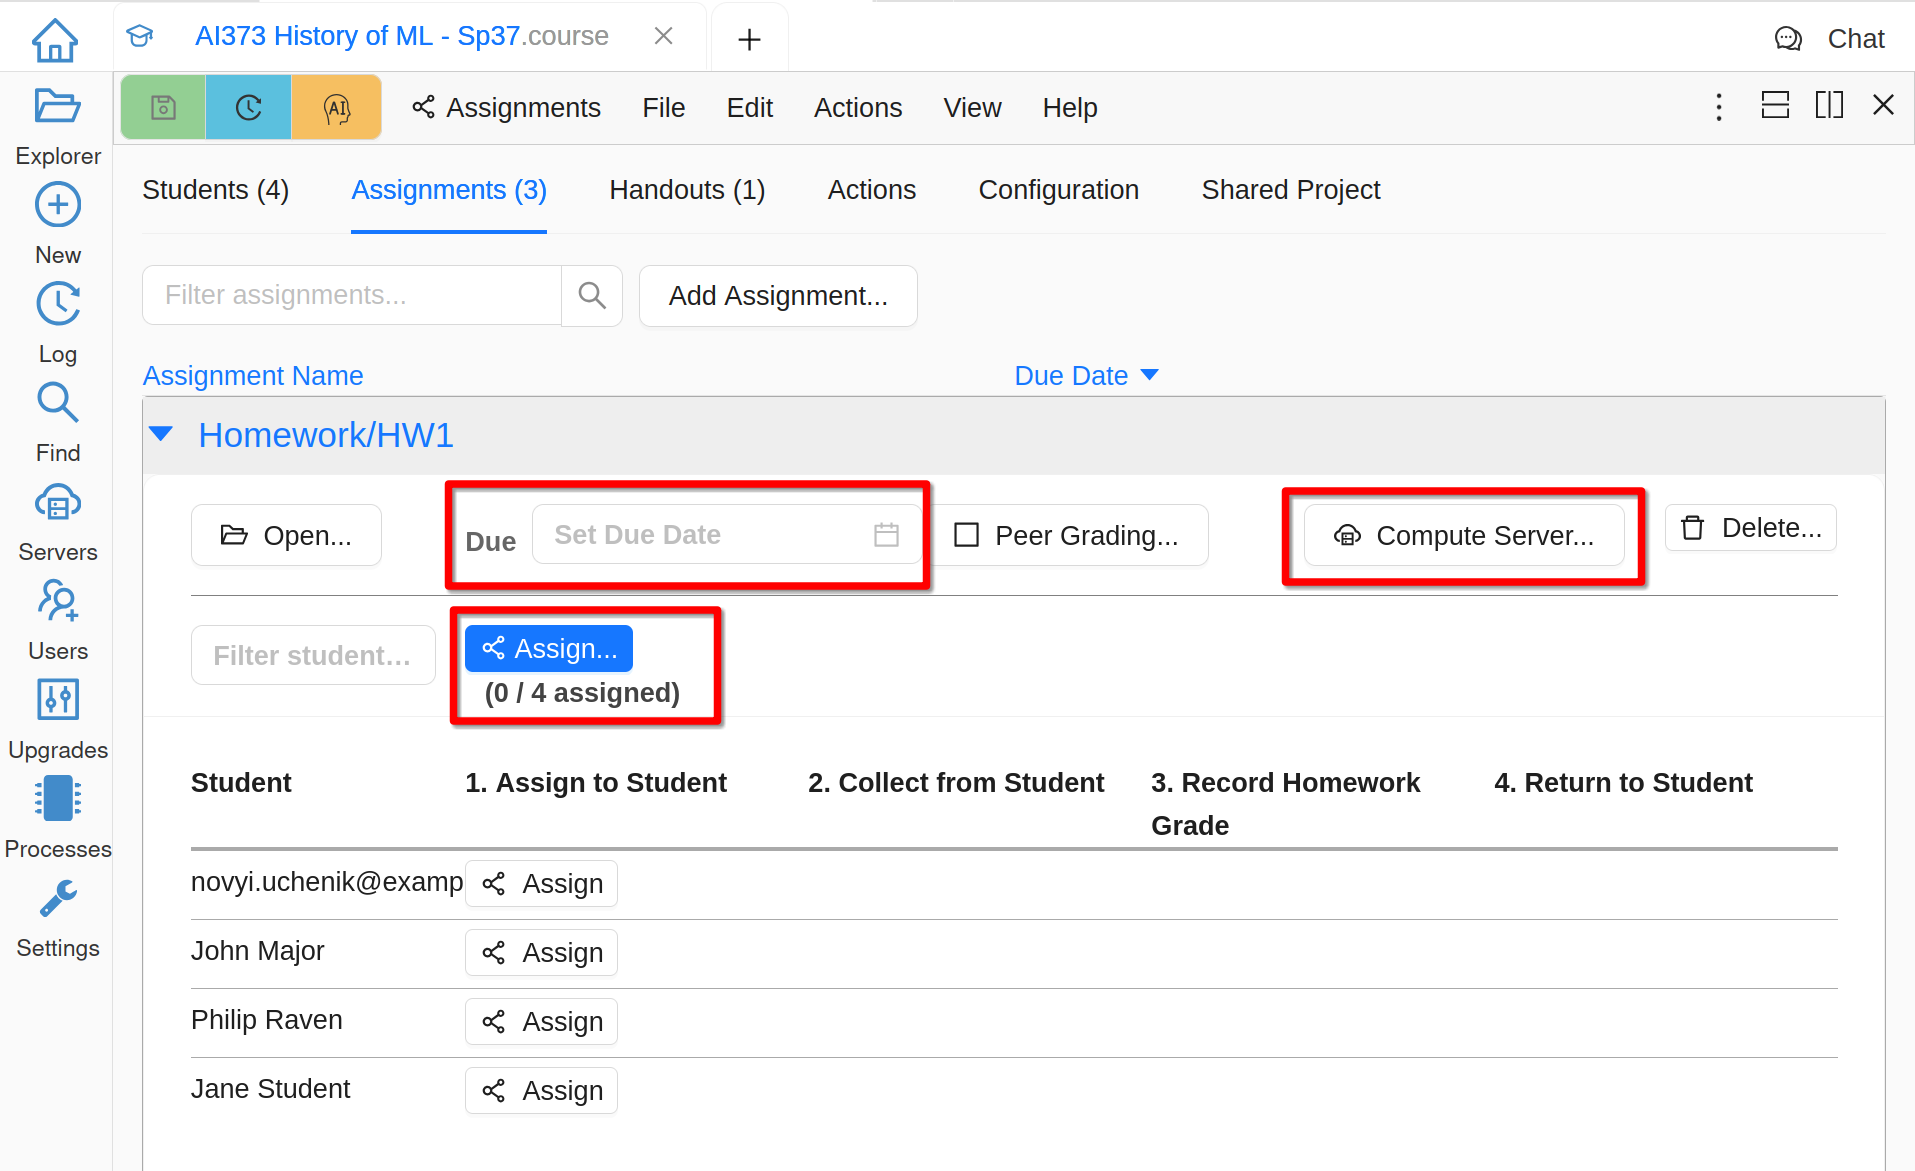 AI373 History of ML - Sp37.course
Chat
AI
Assignments File Edit Actions View Help
Explorer
New
Log
Find
Servers
Users
Upgrades
Processes
Settings
Students (4) Assignments (3) Handouts (1) Actions Configuration Shared Project
Filter assignments... Add Assignment...
Assignment Name Due Date
Homework/HW1
Open... Due Set Due Date Peer Grading... Compute Server... Delete...
Filter student… Assign...
(0 / 4 assigned)
Student 1. Assign to Student 2. Collect from Student 3. Record Homework Grade 4. Return to Student
novyi.uchenik@examp Assign
John Major Assign
Philip Raven Assign
Jane Student Assign